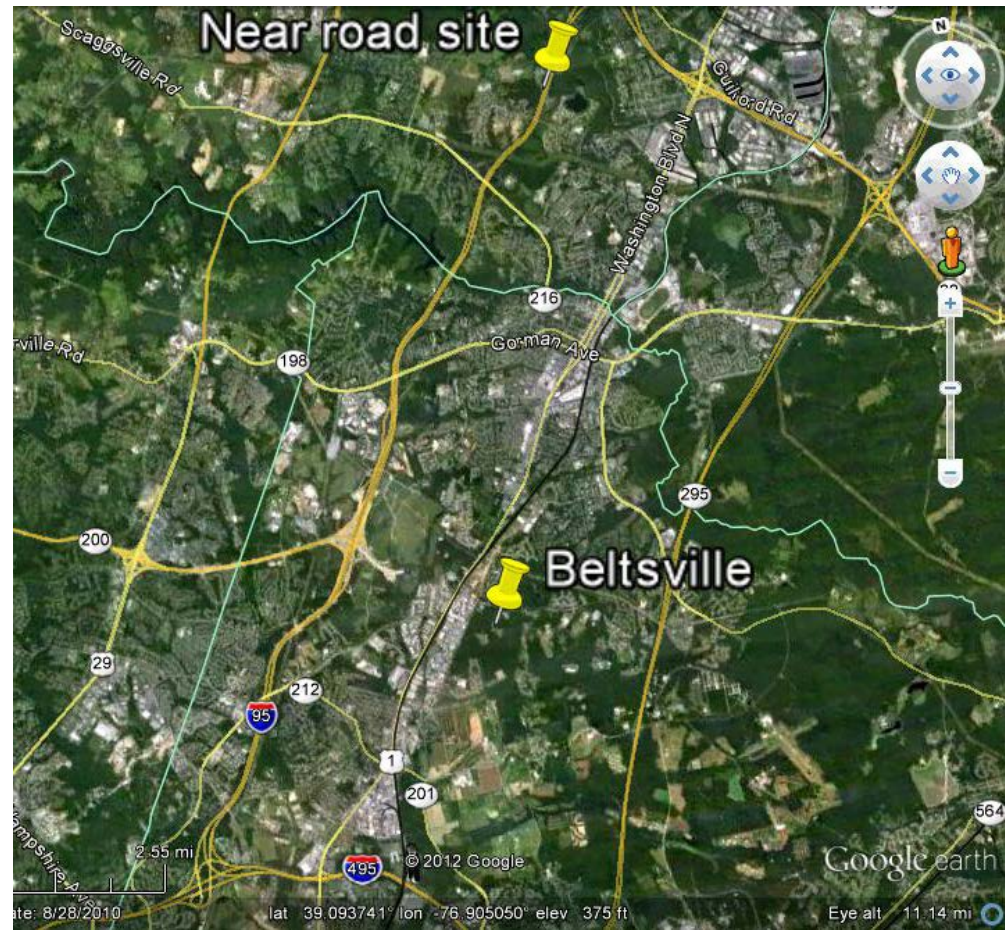 Near road site
Scaggsville Rd
N
Guilford Rd
Washington Blvd N
216
Gorman Ave
rville Rd
198
295
200
Beltsville
29
212
95
1
201
564
2.55 mi
495
© 2012 Google
Google earth
ate: 8/28/2010
lat 39.093741° lon -76.905050° elev 375 ft
Eye alt 11.14 mi